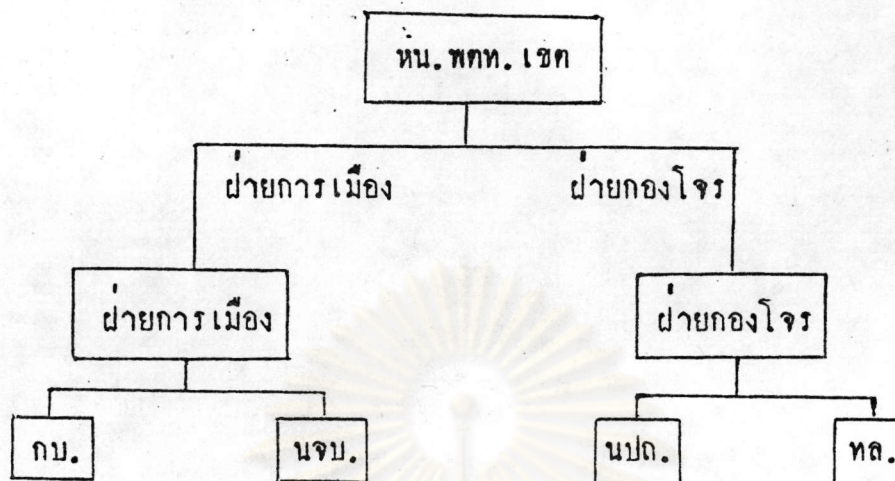 หน.พคท.เขต
ฝ่ายการเมือง ฝ่ายกองโจร
ฝ่ายการเมือง ฝ่ายกองโจร
กบ. นจบ. นปถ. ทล.